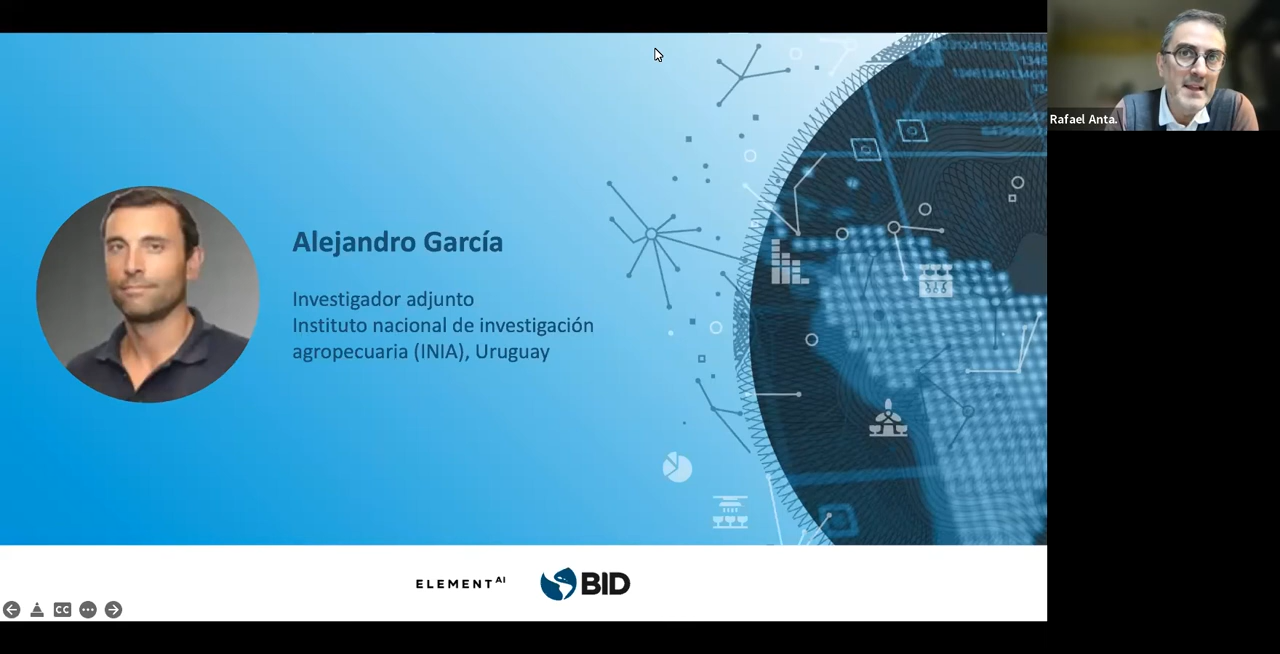 Alejandro García
Investigador adjunto
Instituto nacional de investigación
agropecuaria (INIA), Uruguay
ELEMENT AI
BID
CC
Rafael Anta.